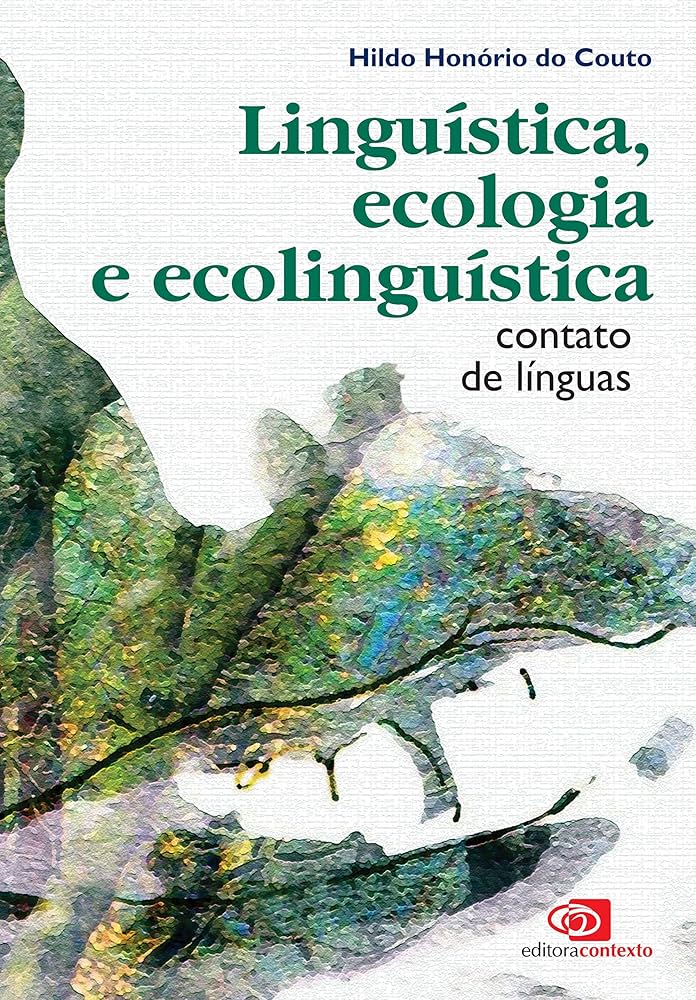 Hildo Honório do Couto
Linguística,
ecologia
e ecolinguística
contato
de línguas
editoracontexto